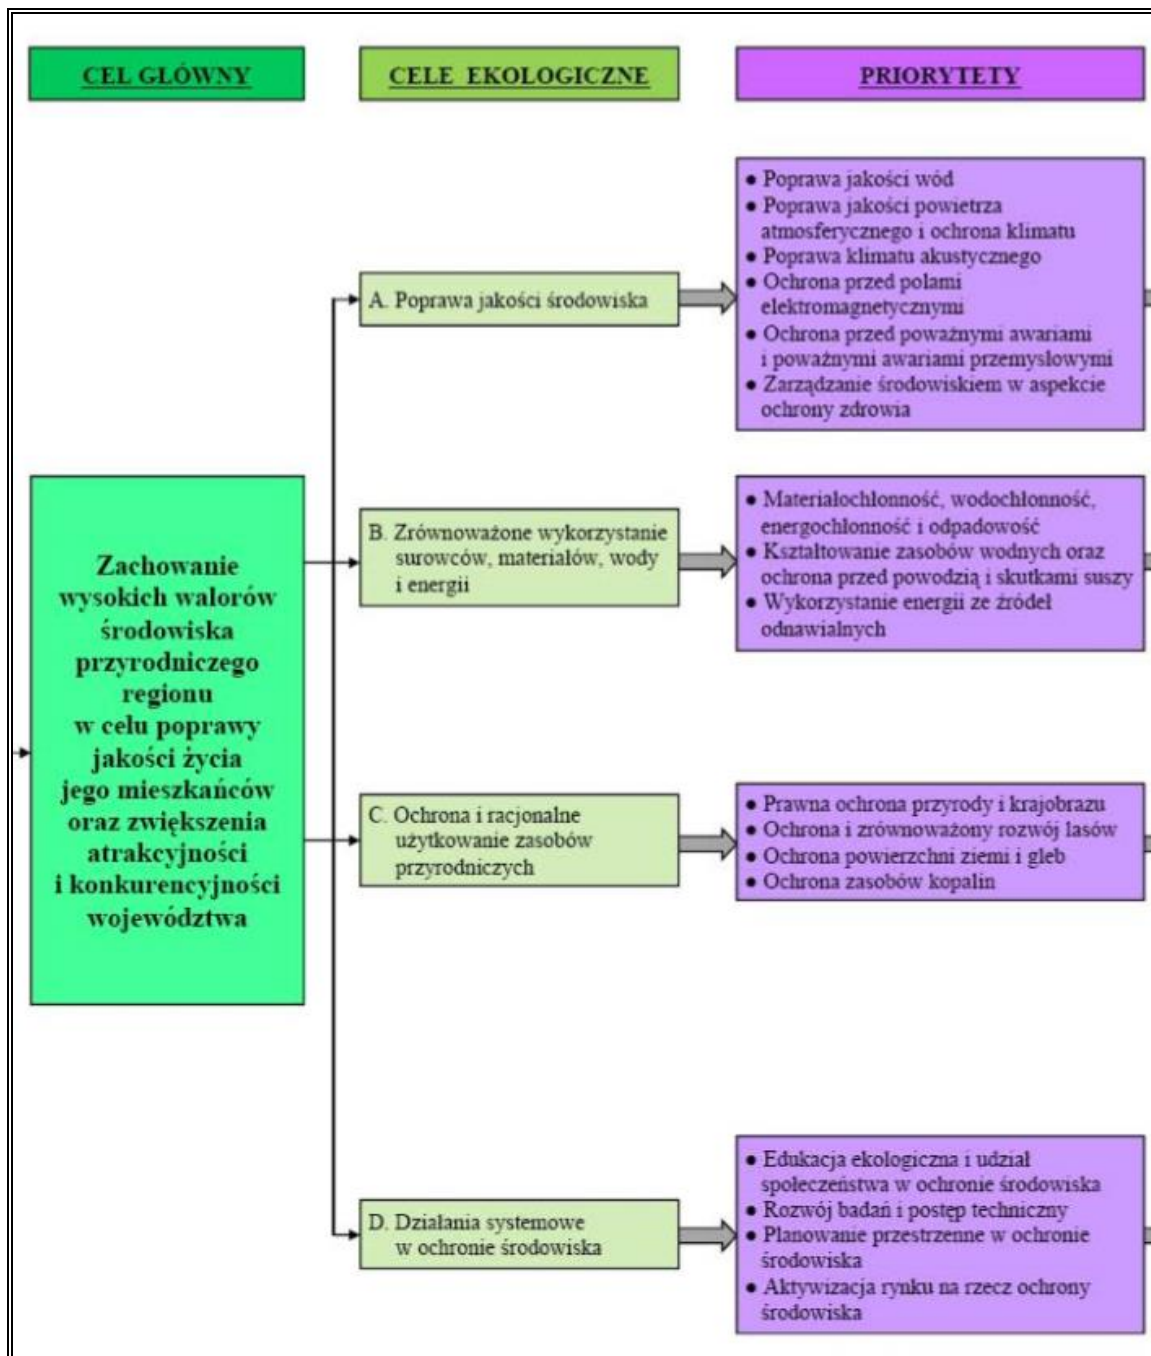 CEL GŁÓWNY
CELE EKOLOGICZNE
PRIORYTETY
Zachowanie
wysokich walorów
środowiska
przyrodniczego
regionu
w celu poprawy
jakości życia
jego mieszkańców
oraz zwiększenia
atrakcyjności
i konkurencyjności
województwa
A. Poprawa jakości środowiska
● Poprawa jakości wód
● Poprawa jakości powietrza
atmosferycznego i ochrona klimatu
● Poprawa klimatu akustycznego
● Ochrona przed polami
elektromagnetycznymi
● Ochrona przed poważnymi awariami
i poważnymi awariami przemysłowymi
● Zarządzanie środowiskiem w aspekcie
ochrony zdrowia
B. Zrównoważone wykorzystanie
surowców, materiałów, wody
i energii
● Materiałochłonność, wodochłonność,
energochłonność i odpadowość
● Kształtowanie zasobów wodnych oraz
ochrona przed powodzią i skutkami suszy
● Wykorzystanie energii ze źródeł
odnawialnych
C. Ochrona i racjonalne
użytkowanie zasobów
przyrodniczych
● Prawna ochrona przyrody i krajobrazu
● Ochrona i zrównoważony rozwój lasów
● Ochrona powierzchni ziemi i gleb
● Ochrona zasobów kopalin
D. Działania systemowe
w ochronie środowiska
● Edukacja ekologiczna i udział
społeczeństwa w ochronie środowiska
● Rozwój badań i postęp techniczny
● Planowanie przestrzenne w ochronie
środowiska
● Aktywizacja rynku na rzecz ochrony
środowiska